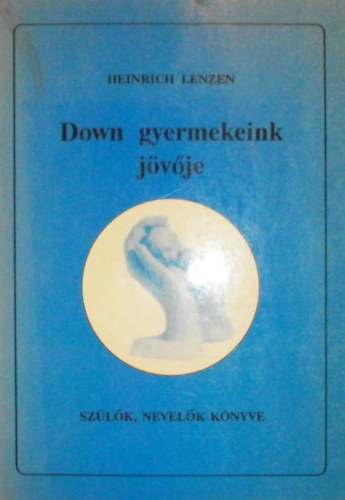 HEINRICH LENZEN
Down gyermekeink
jövője
SZÜLŐK, NEVELŐK KÖNYVE